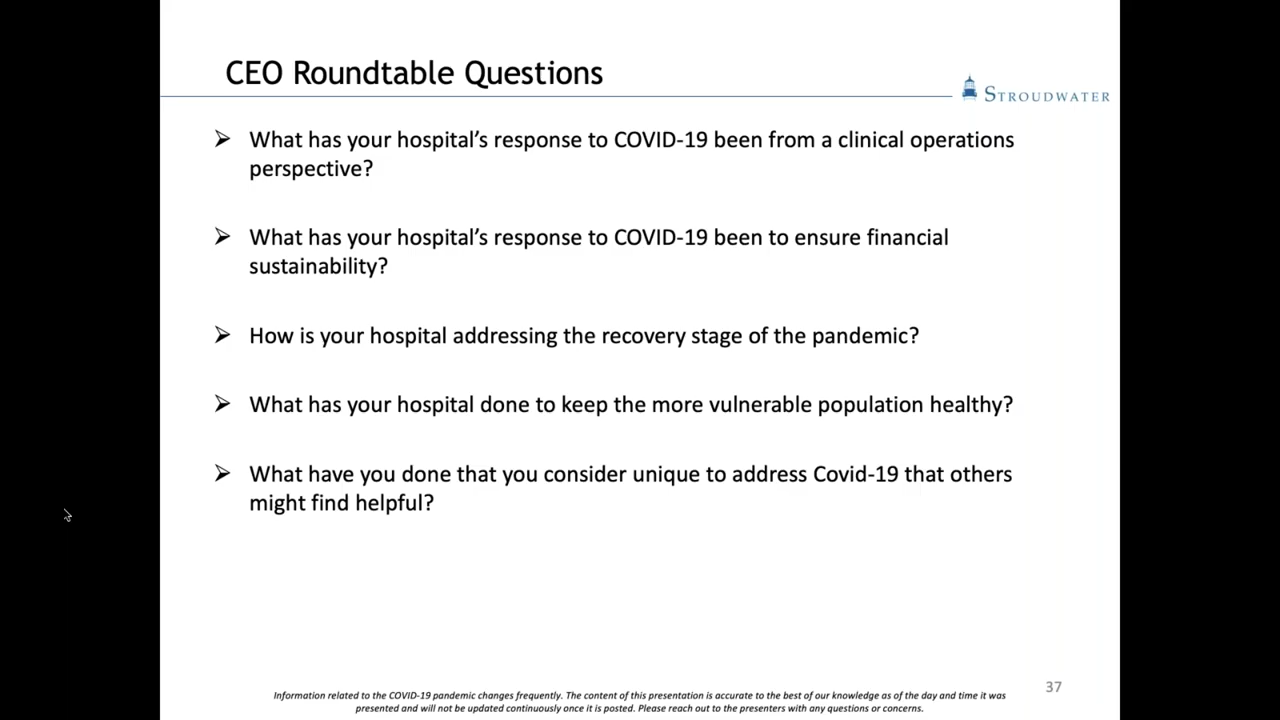 CEO Roundtable Questions
STROUDWATER
➢ What has your hospital's response to COVID-19 been from a clinical operations
perspective?
➢ What has your hospital's response to COVID-19 been to ensure financial
sustainability?
➢ How is your hospital addressing the recovery stage of the pandemic?
➢ What has your hospital done to keep the more vulnerable population healthy?
➢ What have you done that you consider unique to address Covid-19 that others
might find helpful?
37
Information related to the COVID-19 pandemic changes frequently. The content of this presentation is accurate to the best of our knowledge as of the day and time it was
presented and will not be updated continuously once it is posted. Please reach out to the presenters with any questions or concerns.